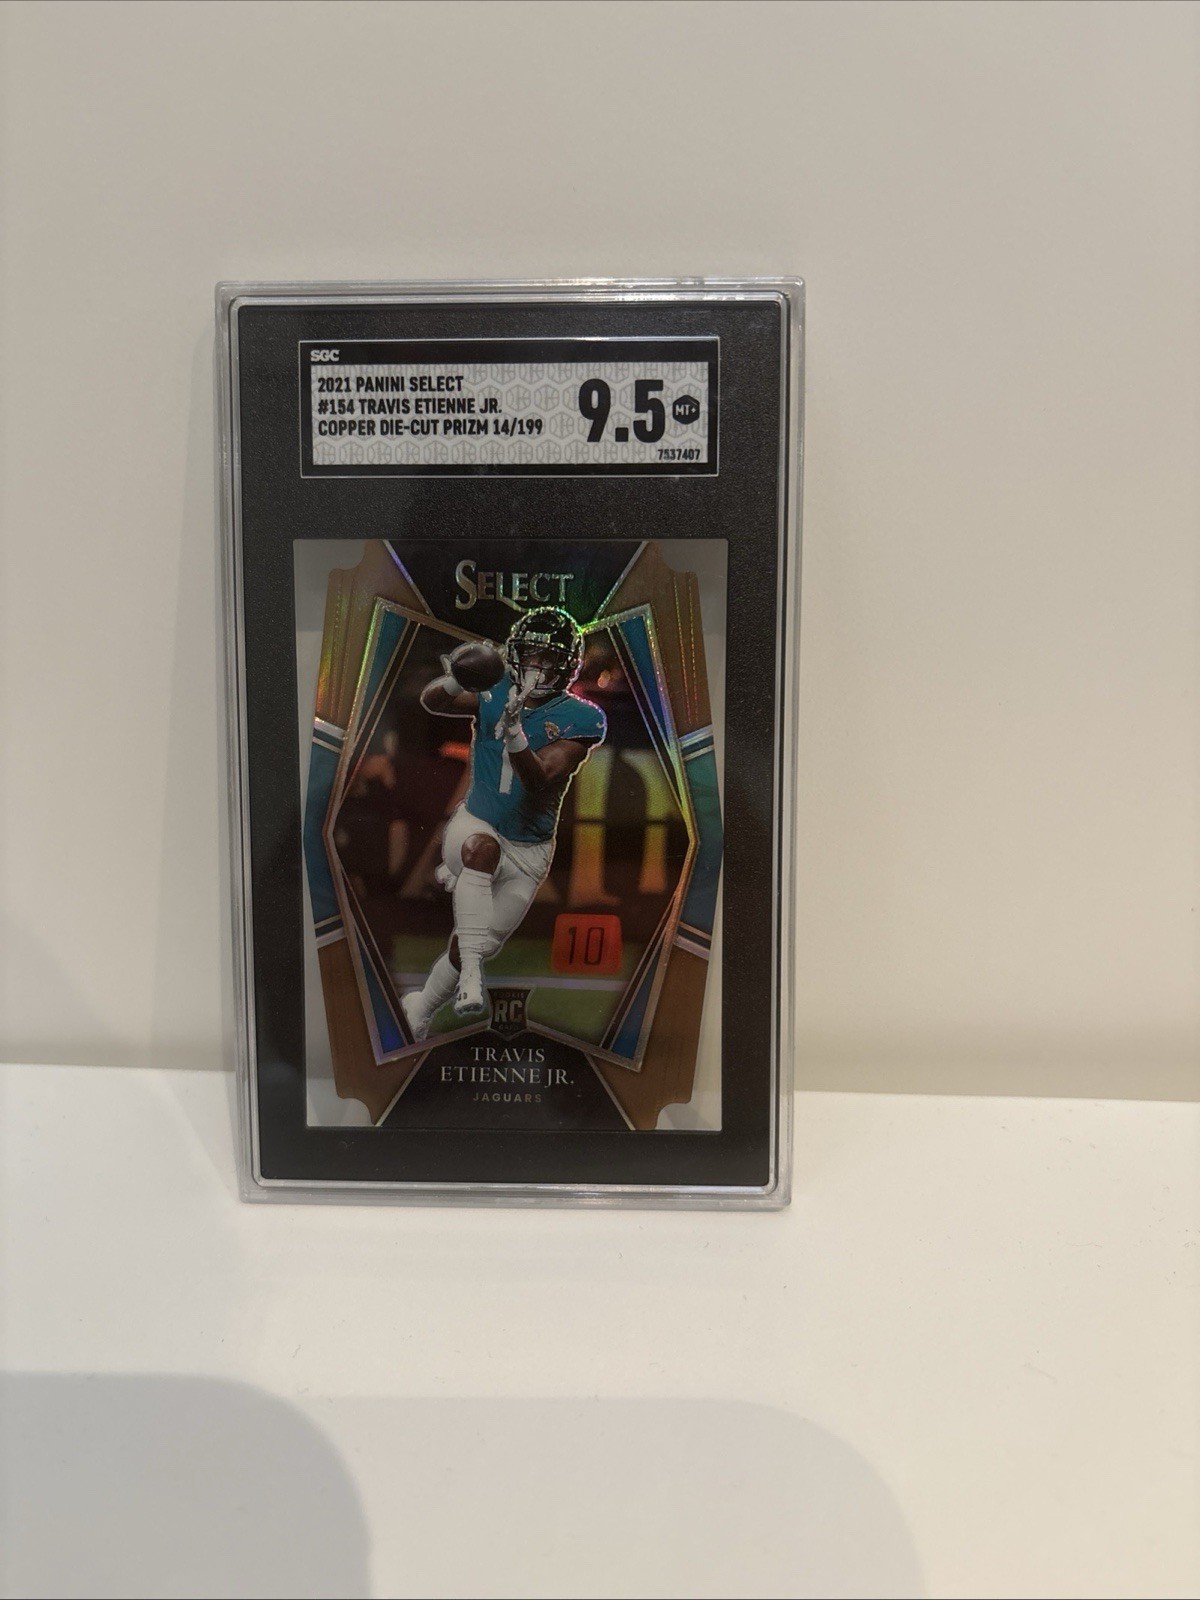 SGC
2021 PANINI SELECT
#154 TRAVIS ETIENNE JR.
COPPER DIE-CUT PRIZM 14/199
9.5
MT+
7537407
SELECT
1
10
RC
TRAVIS
ETIENNE JR.
JAGUARS